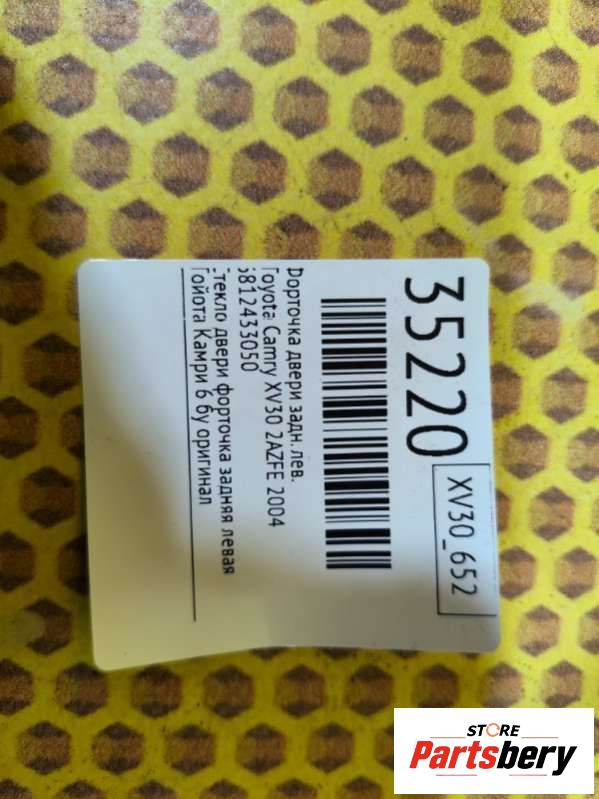 35220
XV30_652
Форточка двери задн. лев.
Toyota Camry XV30 2AZFE 2004
6812433050
Стекло двери форточка задняя левая
Тойота Камри 6 бу оригинал
STORE
Partsbery